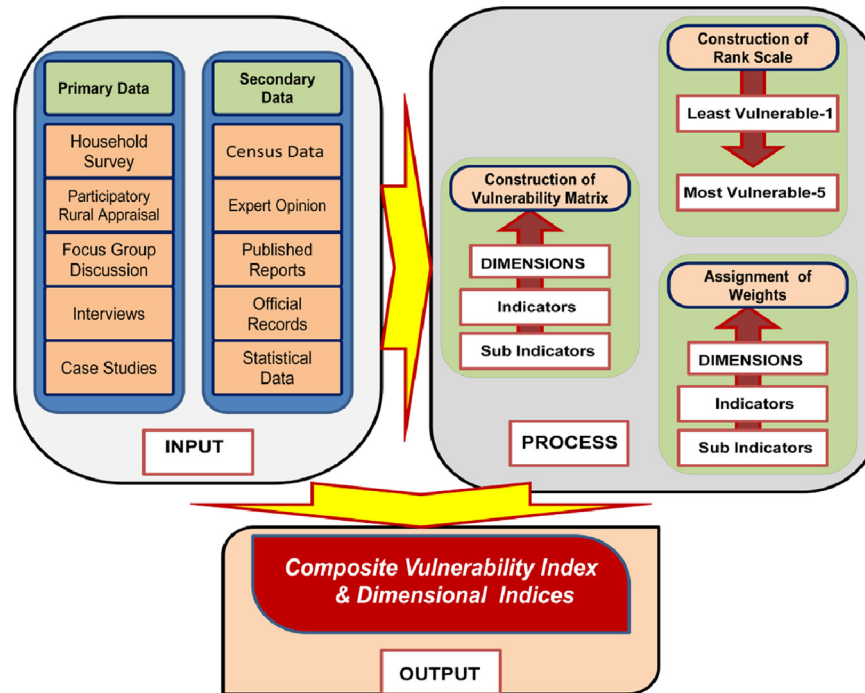 Primary Data
Household
Survey
Participatory
Rural Appraisal
Focus Group
Discussion
Interviews
Case Studies
Secondary
Data
Census Data
Expert Opinion
Published
Reports
Official
Records
Statistical
Data
INPUT
Construction of
Vulnerability Matrix
DIMENSIONS
Indicators
Sub Indicators
Construction of
Rank Scale
Least Vulnerable-1
Most Vulnerable-5
Assignment of
Weights
DIMENSIONS
Indicators
Sub Indicators
PROCESS
Composite Vulnerability Index
& Dimensional Indices
OUTPUT